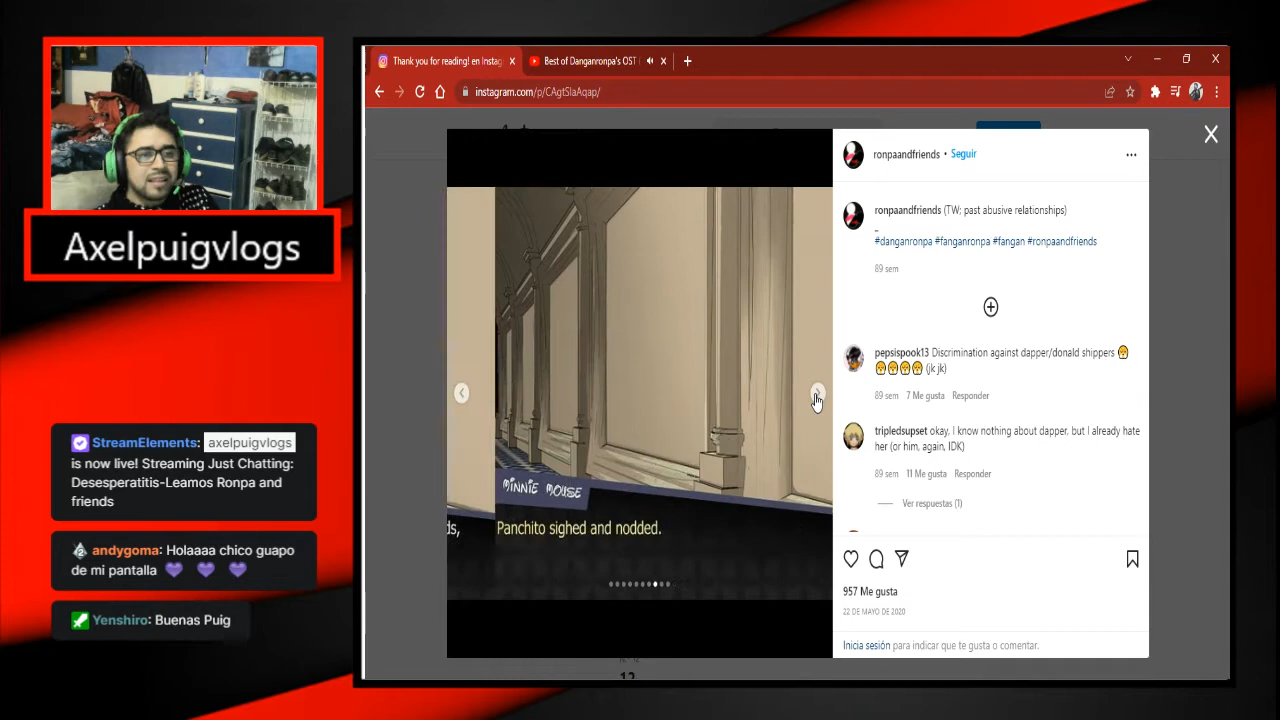 Thank you for reading! en Instag
Best of Danganronpa's OST
instagram.com/p/CAgtSIaAqap/
Axelpuigvlogs
StreamElements: axelpuigvlogs
is now live! Streaming Just Chatting:
Desesperatitis-Leamos Ronpa and
friends
andygoma: Holaaaa chico guapo
de mi pantalla
Yenshiro: Buenas Puig
MINNIE MOUSE
ds,
Panchito sighed and nodded.
ronpaandfriends • Seguir
ronpaandfriends (TW; past abusive relationships)
_
#danganronpa #fanganronpa #fangan #ronpaandfriends
89 sem
pepsispook13 Discrimination against dapper/donald shippers
(jk jk)
89 sem 7 Me gusta Responder
tripledsupset okay, I know nothing about dapper, but I already hate
her (or him, again, IDK)
89 sem 11 Me gusta Responder
Ver respuestas (1)
957 Me gusta
22 DE MAYO DE 2020
Inicia sesión para indicar que te gusta o comentar.
12